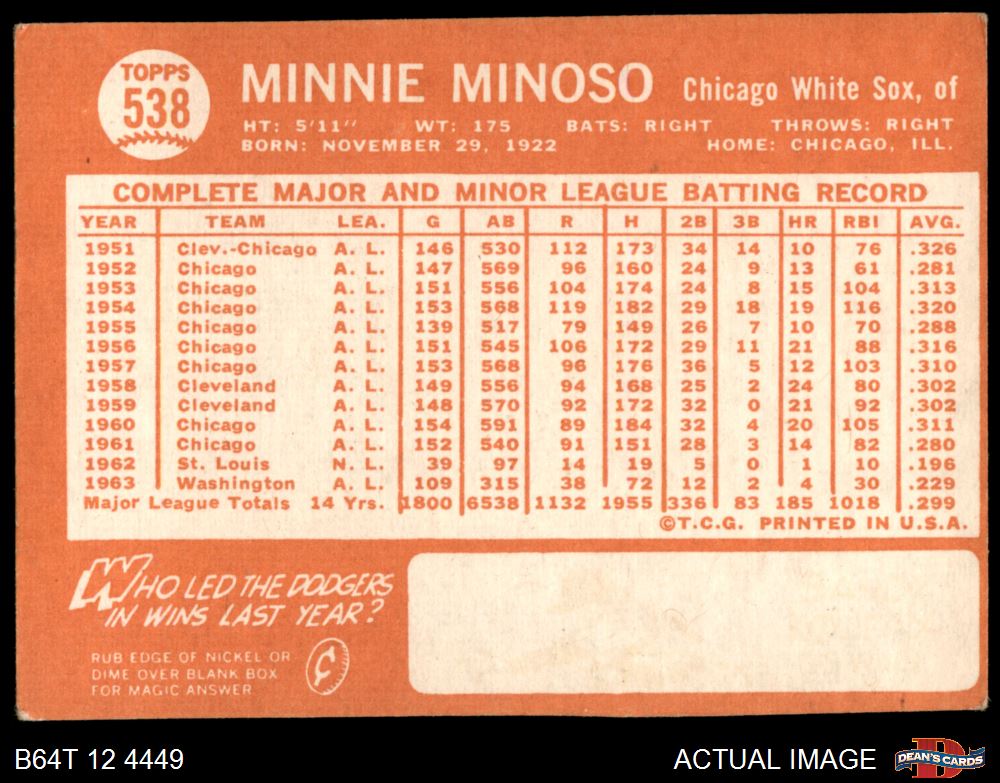 TOPPS
538
MINNIE MINOSO Chicago White Sox, of
HT: 5'11" WT: 175 BATS: RIGHT THROWS: RIGHT
BORN: NOVEMBER 29, 1922 HOME: CHICAGO, ILL.
COMPLETE MAJOR AND MINOR LEAGUE BATTING RECORD
YEAR TEAM LEA. G AB R H 2B 3B HR RBI AVG.
1951 Clev.-Chicago A. L. 146 530 112 173 34 14 10 76 .326
1952 Chicago A. L. 147 569 96 160 24 9 13 61 .281
1953 Chicago A. L. 151 556 104 174 24 8 15 104 .313
1954 Chicago A. L. 153 568 119 182 29 18 19 116 .320
1955 Chicago A. L. 139 517 79 149 26 7 10 70 .288
1956 Chicago A. L. 151 545 106 172 29 11 21 88 .316
1957 Chicago A. L. 153 568 96 176 36 5 12 103 .310
1958 Cleveland A. L. 149 556 94 168 25 2 24 80 .302
1959 Cleveland A. L. 148 570 92 172 32 0 21 92 .302
1960 Chicago A. L. 154 591 89 184 32 4 20 105 .311
1961 Chicago A. L. 152 540 91 151 28 3 14 82 .280
1962 St. Louis N. L. 39 97 14 19 5 0 1 10 .196
1963 Washington A. L. 109 315 38 72 12 2 4 30 .229
Major League Totals 14 Yrs. 1800 6538 1132 1955 336 83 185 1018 .299
©T.C.G. PRINTED IN U.S.A.
WHO LED THE DODGERS
IN WINS LAST YEAR?
RUB EDGE OF NICKEL OR
DIME OVER BLANK BOX
FOR MAGIC ANSWER
¢
B64T 12 4449 ACTUAL IMAGE
D
DEAN'S CARDS